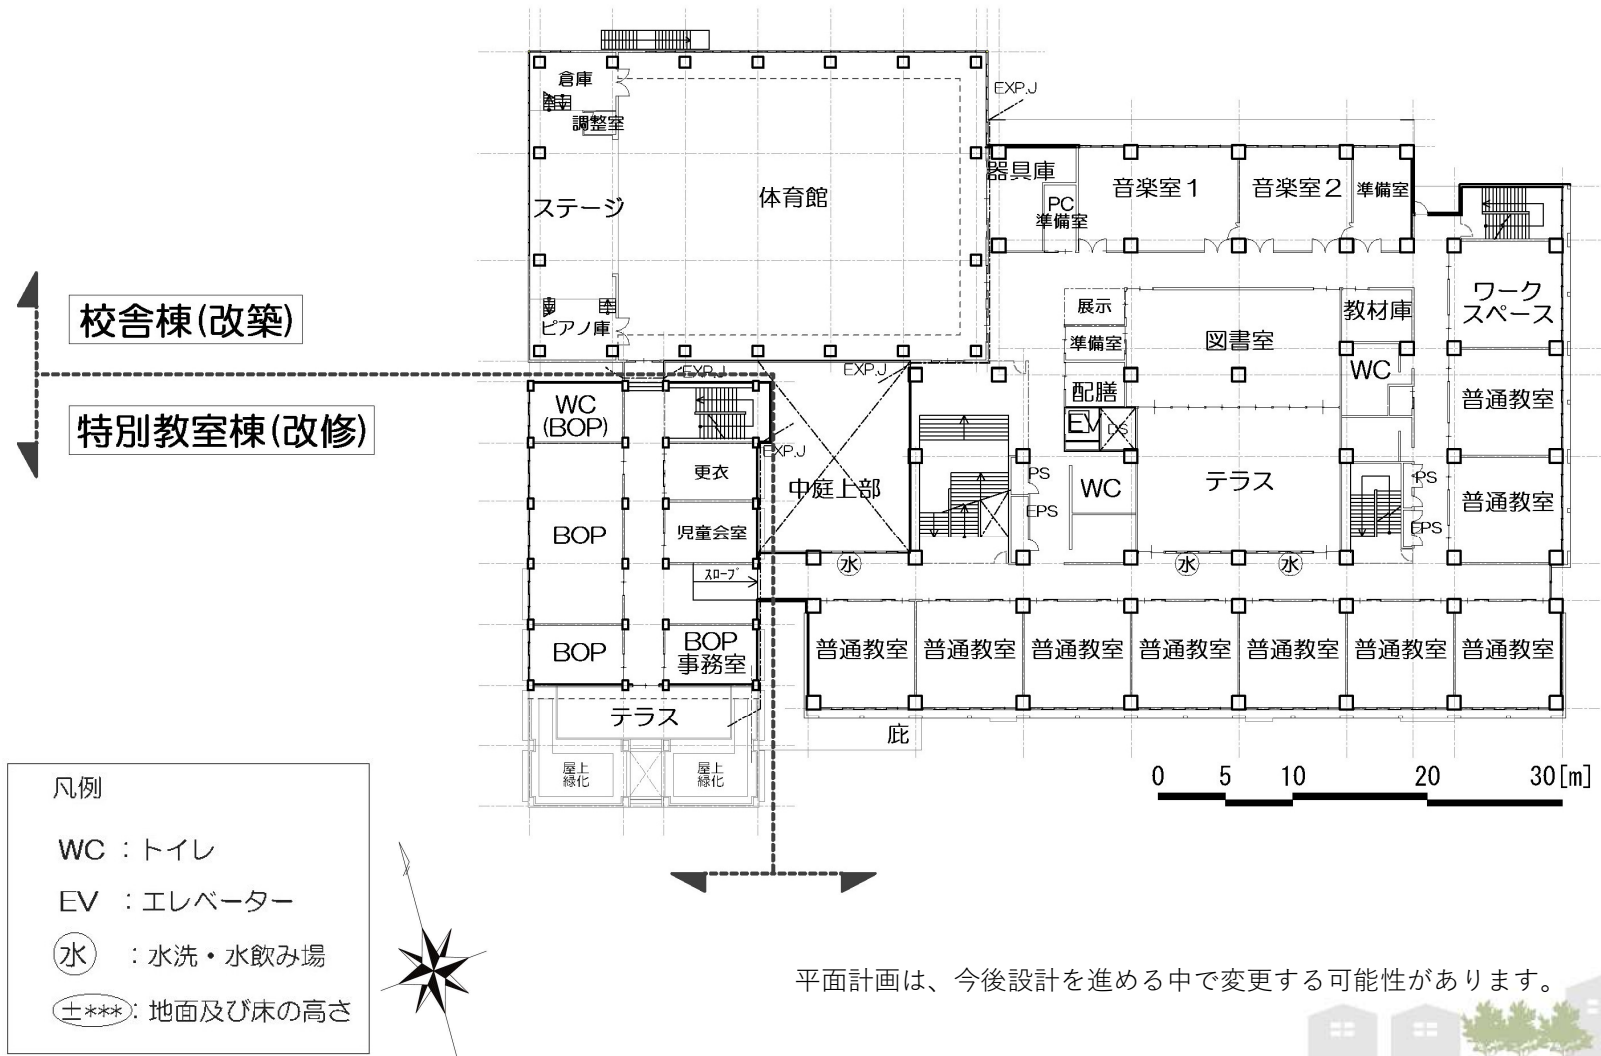 倉庫
調整室
ステージ
体育館
ピアノ庫
EXP.J
器具庫
PC
準備室
音楽室1
音楽室2
準備室
展示
準備室
配膳
EV
DS
図書室
教材庫
WC
ワーク
スペース
普通教室
普通教室
校舎棟(改築)
特別教室棟(改修)
EXP.J
EXP.J
EXP.J
WC
(BOP)
更衣
児童会室
BOP
スロープ
BOP
BOP
事務室
テラス
屋上
緑化
屋上
緑化
中庭上部
PS
EPS
WC
テラス
PS
EPS
水
水
水
普通教室
普通教室
普通教室
普通教室
普通教室
普通教室
普通教室
庇
0 5 10 20 30[m]
凡例
WC:トイレ
EV:エレベーター
水:水洗・水飲み場
±***:地面及び床の高さ
平面計画は、今後設計を進める中で変更する可能性があります。